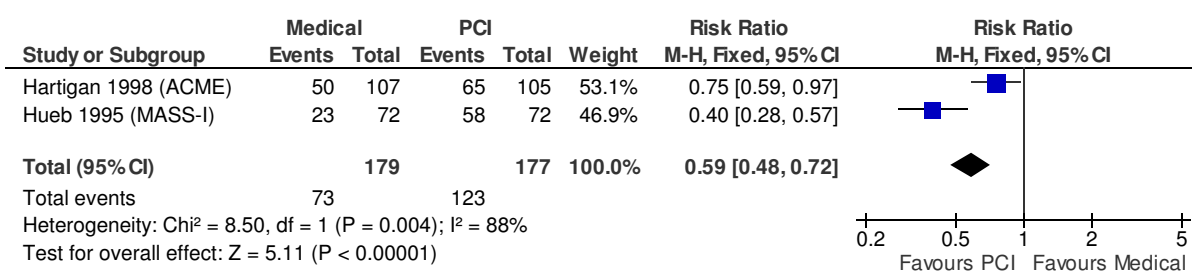 Medical PCI Risk Ratio Risk Ratio
Study or Subgroup Events Total Events Total Weight M-H, Fixed, 95% CI M-H, Fixed, 95% CI
Hartigan 1998 (ACME) 50 107 65 105 53.1% 0.75 [0.59, 0.97]
Hueb 1995 (MASS-I) 23 72 58 72 46.9% 0.40 [0.28, 0.57]
Total (95% CI) 179 177 100.0% 0.59 [0.48, 0.72]
Total events 73 123
Heterogeneity: Chi² = 8.50, df = 1 (P = 0.004); I² = 88%
Test for overall effect: Z = 5.11 (P < 0.00001)
0.2 0.5 1 2 5
Favours PCI Favours Medical